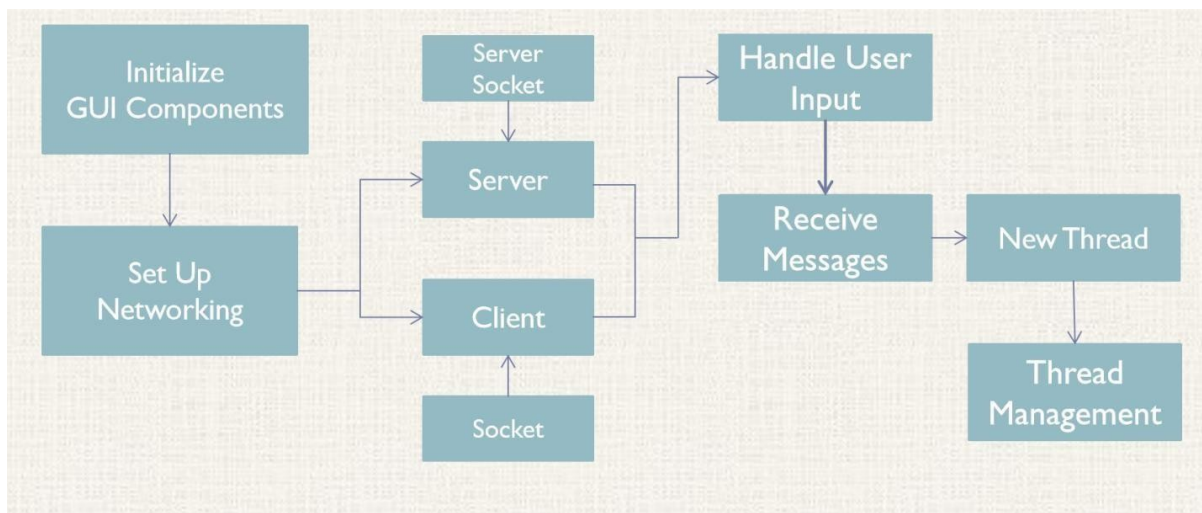 Initialize
GUI Components
Set Up
Networking
Server
Socket
Server
Client
Socket
Handle User
Input
Receive
Messages
New Thread
Thread
Management